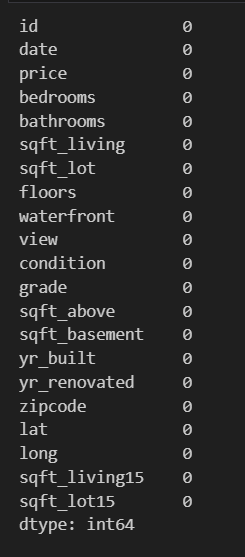 id 0
date 0
price 0
bedrooms 0
bathrooms 0
sqft_living 0
sqft_lot 0
floors 0
waterfront 0
view 0
condition 0
grade 0
sqft_above 0
sqft_basement 0
yr_built 0
yr_renovated 0
zipcode 0
lat 0
long 0
sqft_living15 0
sqft_lot15 0
dtype: int64